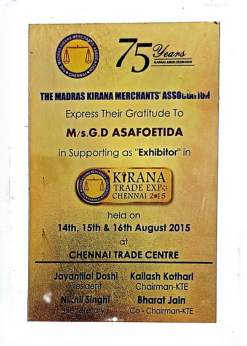 75 Years
THE MADRAS KIRANA MERCHANTS' ASSOCIATION
Express Their Gratitude To
M/s.G.D ASAFOETIDA
in Supporting as "Exhibitor" in
KIRANA
TRADE EXPO
CHENNAI 2015
held on
14th, 15th & 16th August 2015
at
CHENNAI TRADE CENTRE
Jayantilal Doshi Kailash Kothari
President Chairman-KTE
Nikhil Singhi Bharat Jain
Secretary Co - Chairman-KTE